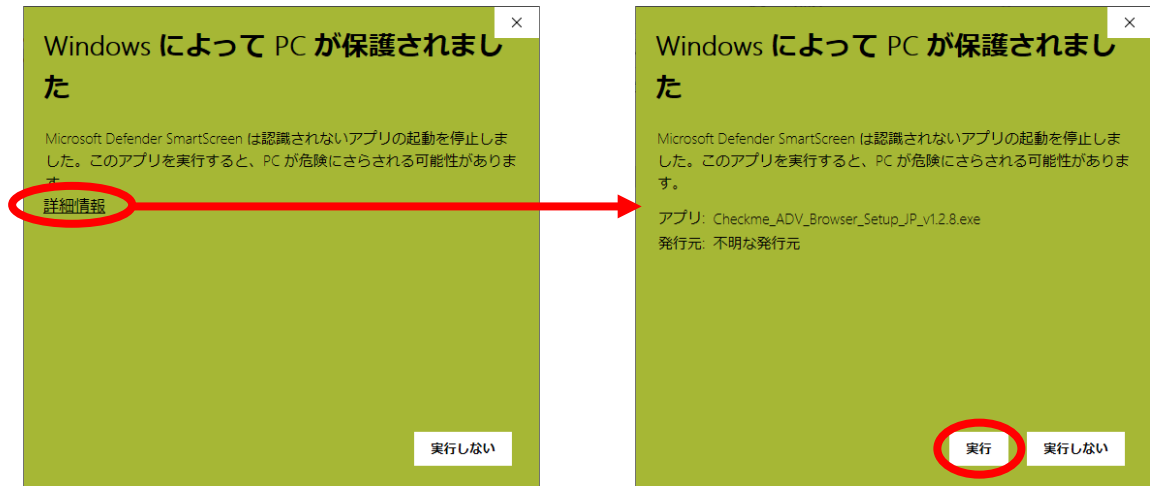 ×
Windows によって PC が保護されまし
た
Microsoft Defender SmartScreen は認識されないアプリの起動を停止しま
した。このアプリを実行すると、PC が危険にさらされる可能性がありま
す。
詳細情報
実行しない
×
Windows によって PC が保護されまし
た
Microsoft Defender SmartScreen は認識されないアプリの起動を停止しま
した。このアプリを実行すると、PC が危険にさらされる可能性がありま
す。
アプリ: Checkme_ADV_Browser_Setup_JP_v1.2.8.exe
発行元: 不明な発行元
実行 実行しない